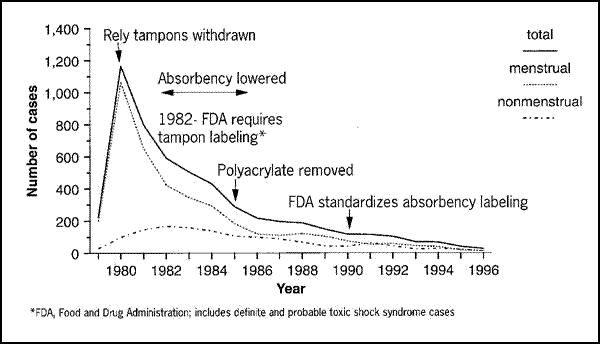 1,400
1,200
1,000
800
600
400
200
0
Number of cases
Rely tampons withdrawn
Absorbency lowered
1982- FDA requires
tampon labeling*
Polyacrylate removed
FDA standardizes absorbency labeling
total
menstrual
nonmenstrual
1980 1982 1984 1986 1988 1990 1992 1994 1996
Year
*FDA, Food and Drug Administration; includes definite and probable toxic shock syndrome cases